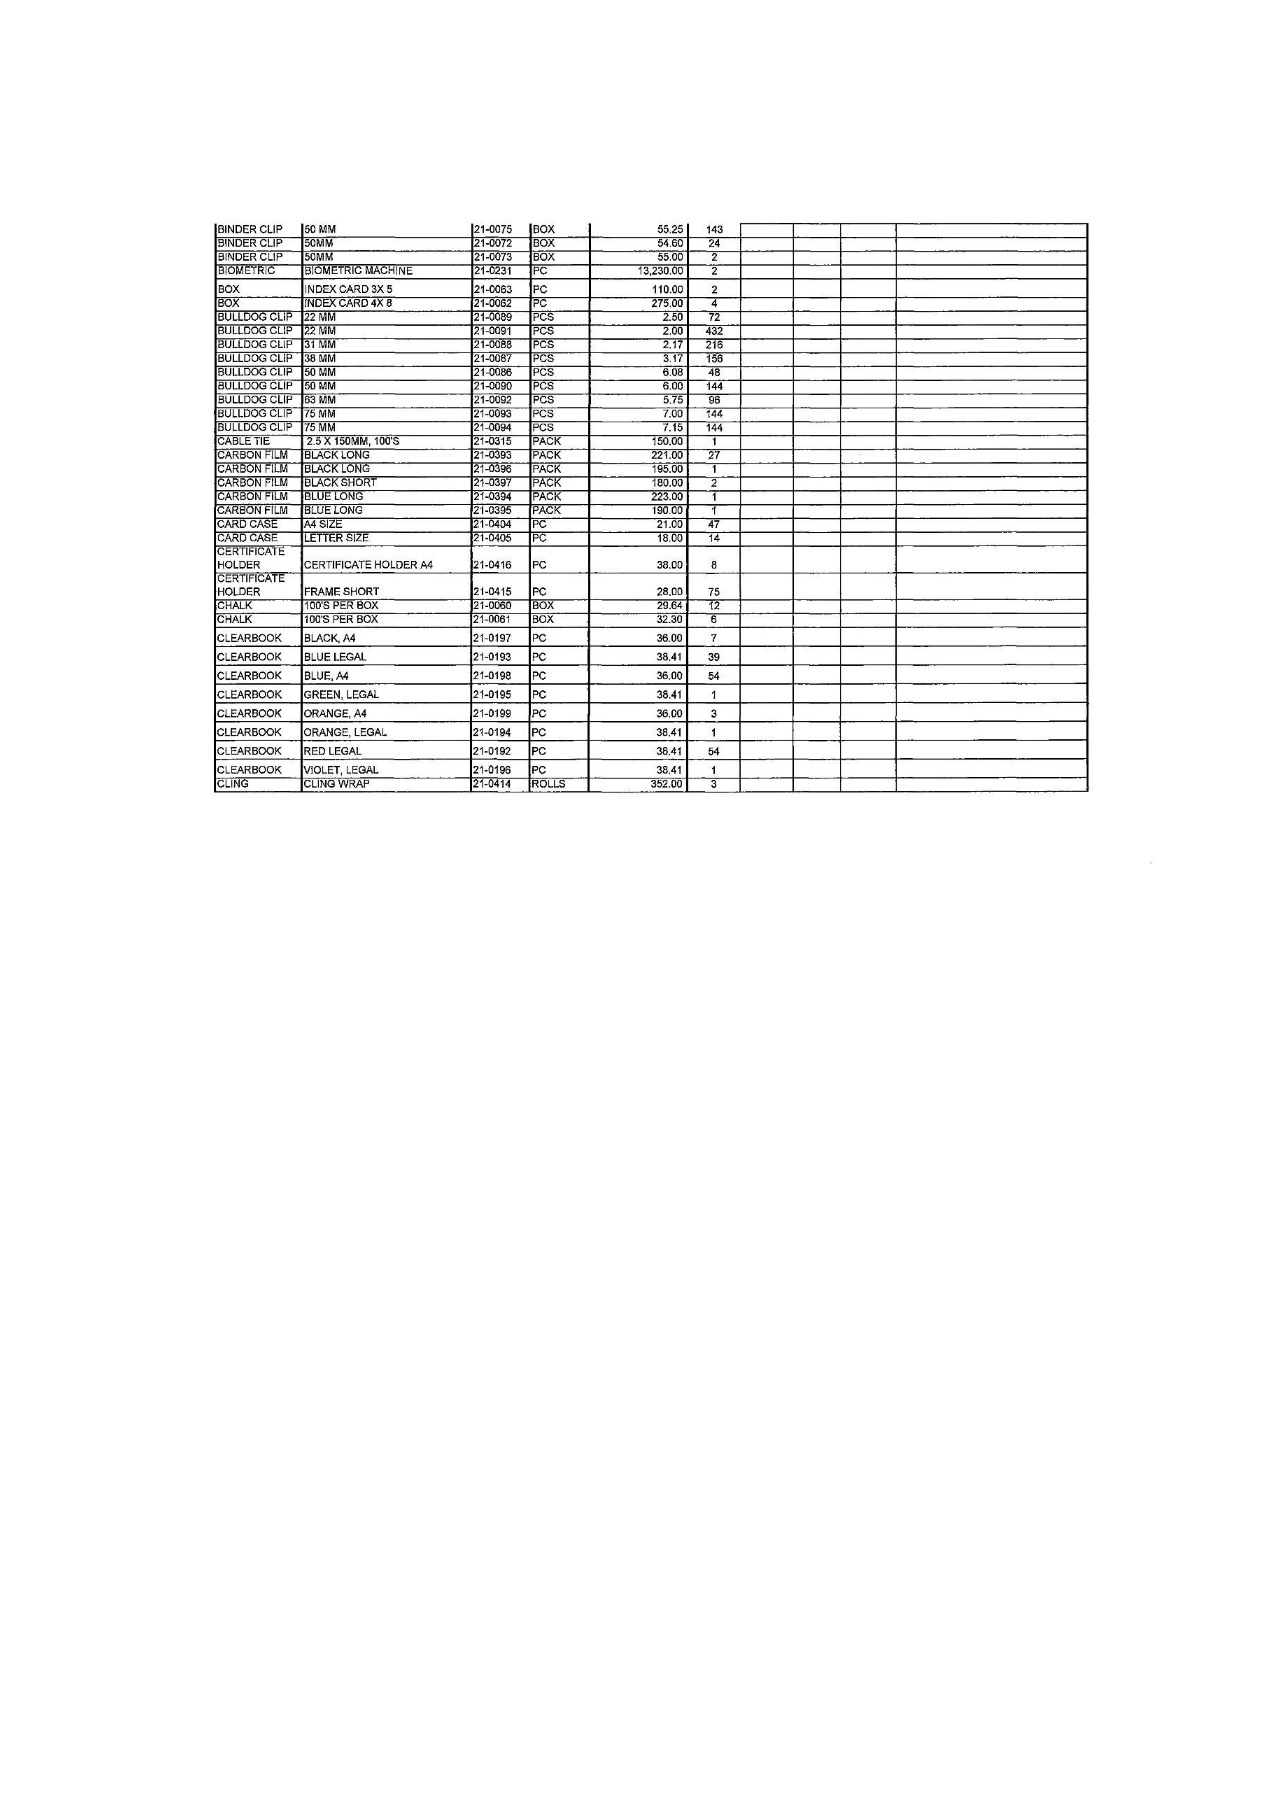 BINDER CLIP 50 MM 21-0075 BOX 55.25 143
BINDER CLIP 50MM 21-0072 BOX 54.60 24
BINDER CLIP 50MM 21-0073 BOX 55.00 2
BIOMETRIC BIOMETRIC MACHINE 21-0231 PC 13,230.00 2
BOX INDEX CARD 3X 5 21-0063 PC 110.00 2
BOX INDEX CARD 4X 8 21-0062 PC 275.00 4
BULLDOG CLIP 22 MM 21-0089 PCS 2.50 72
BULLDOG CLIP 22 MM 21-0091 PCS 2.00 432
BULLDOG CLIP 31 MM 21-0088 PCS 2.17 216
BULLDOG CLIP 38 MM 21-0087 PCS 3.17 156
BULLDOG CLIP 50 MM 21-0086 PCS 6.08 48
BULLDOG CLIP 50 MM 21-0090 PCS 6.00 144
BULLDOG CLIP 63 MM 21-0092 PCS 5.75 96
BULLDOG CLIP 75 MM 21-0093 PCS 7.00 144
BULLDOG CLIP 75 MM 21-0094 PCS 7.15 144
CABLE TIE 2.5 X 150MM, 100'S 21-0315 PACK 150.00 1
CARBON FILM BLACK LONG 21-0393 PACK 221.00 27
CARBON FILM BLACK LONG 21-0396 PACK 195.00 1
CARBON FILM BLACK SHORT 21-0397 PACK 180.00 2
CARBON FILM BLUE LONG 21-0394 PACK 223.00 1
CARBON FILM BLUE LONG 21-0395 PACK 190.00 1
CARD CASE A4 SIZE 21-0404 PC 21.00 47
CARD CASE LETTER SIZE 21-0405 PC 18.00 14
CERTIFICATE
HOLDER CERTIFICATE HOLDER A4 21-0416 PC 38.00 8
CERTIFICATE
HOLDER FRAME SHORT 21-0415 PC 28.00 75
CHALK 100'S PER BOX 21-0060 BOX 29.64 12
CHALK 100'S PER BOX 21-0061 BOX 32.30 6
CLEARBOOK BLACK, A4 21-0197 PC 36.00 7
CLEARBOOK BLUE LEGAL 21-0193 PC 38.41 39
CLEARBOOK BLUE, A4 21-0198 PC 36.00 54
CLEARBOOK GREEN, LEGAL 21-0195 PC 38.41 1
CLEARBOOK ORANGE, A4 21-0199 PC 36.00 3
CLEARBOOK ORANGE, LEGAL 21-0194 PC 38.41 1
CLEARBOOK RED LEGAL 21-0192 PC 38.41 54
CLEARBOOK VIOLET, LEGAL 21-0196 PC 38.41 1
CLING CLING WRAP 21-0414 ROLLS 352.00 3